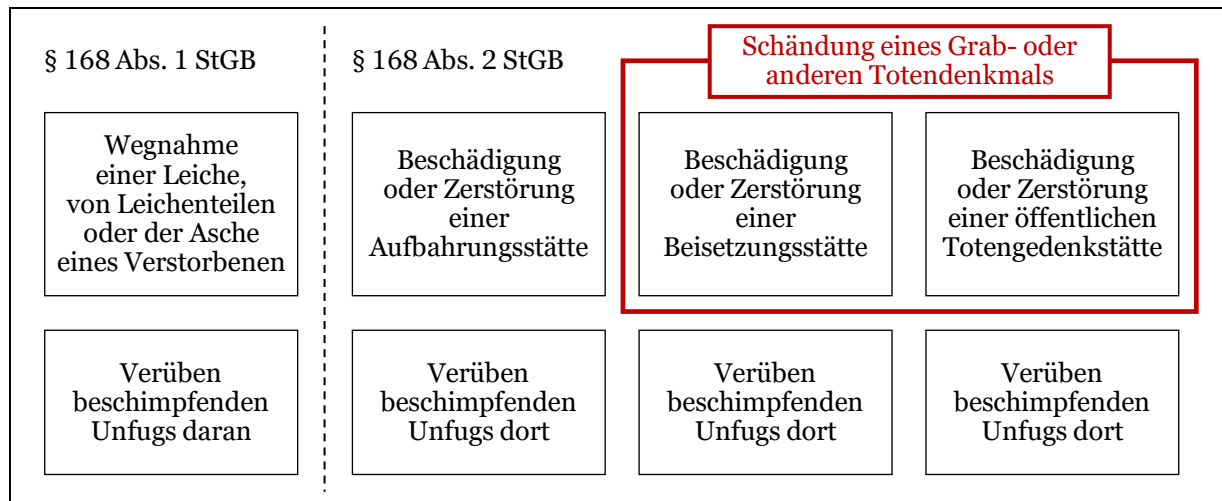 § 168 Abs. 1 StGB
§ 168 Abs. 2 StGB
Schändung eines Grab- oder
anderen Totendenkmals
Wegnahme
einer Leiche,
von Leichenteilen
oder der Asche
eines Verstorbenen
Beschädigung
oder Zerstörung
einer
Aufbahrungsstätte
Beschädigung
oder Zerstörung
einer
Beisetzungsstätte
Beschädigung
oder Zerstörung
einer öffentlichen
Totengedenkstätte
Verüben
beschimpfenden
Unfugs daran
Verüben
beschimpfenden
Unfugs dort
Verüben
beschimpfenden
Unfugs dort
Verüben
beschimpfenden
Unfugs dort